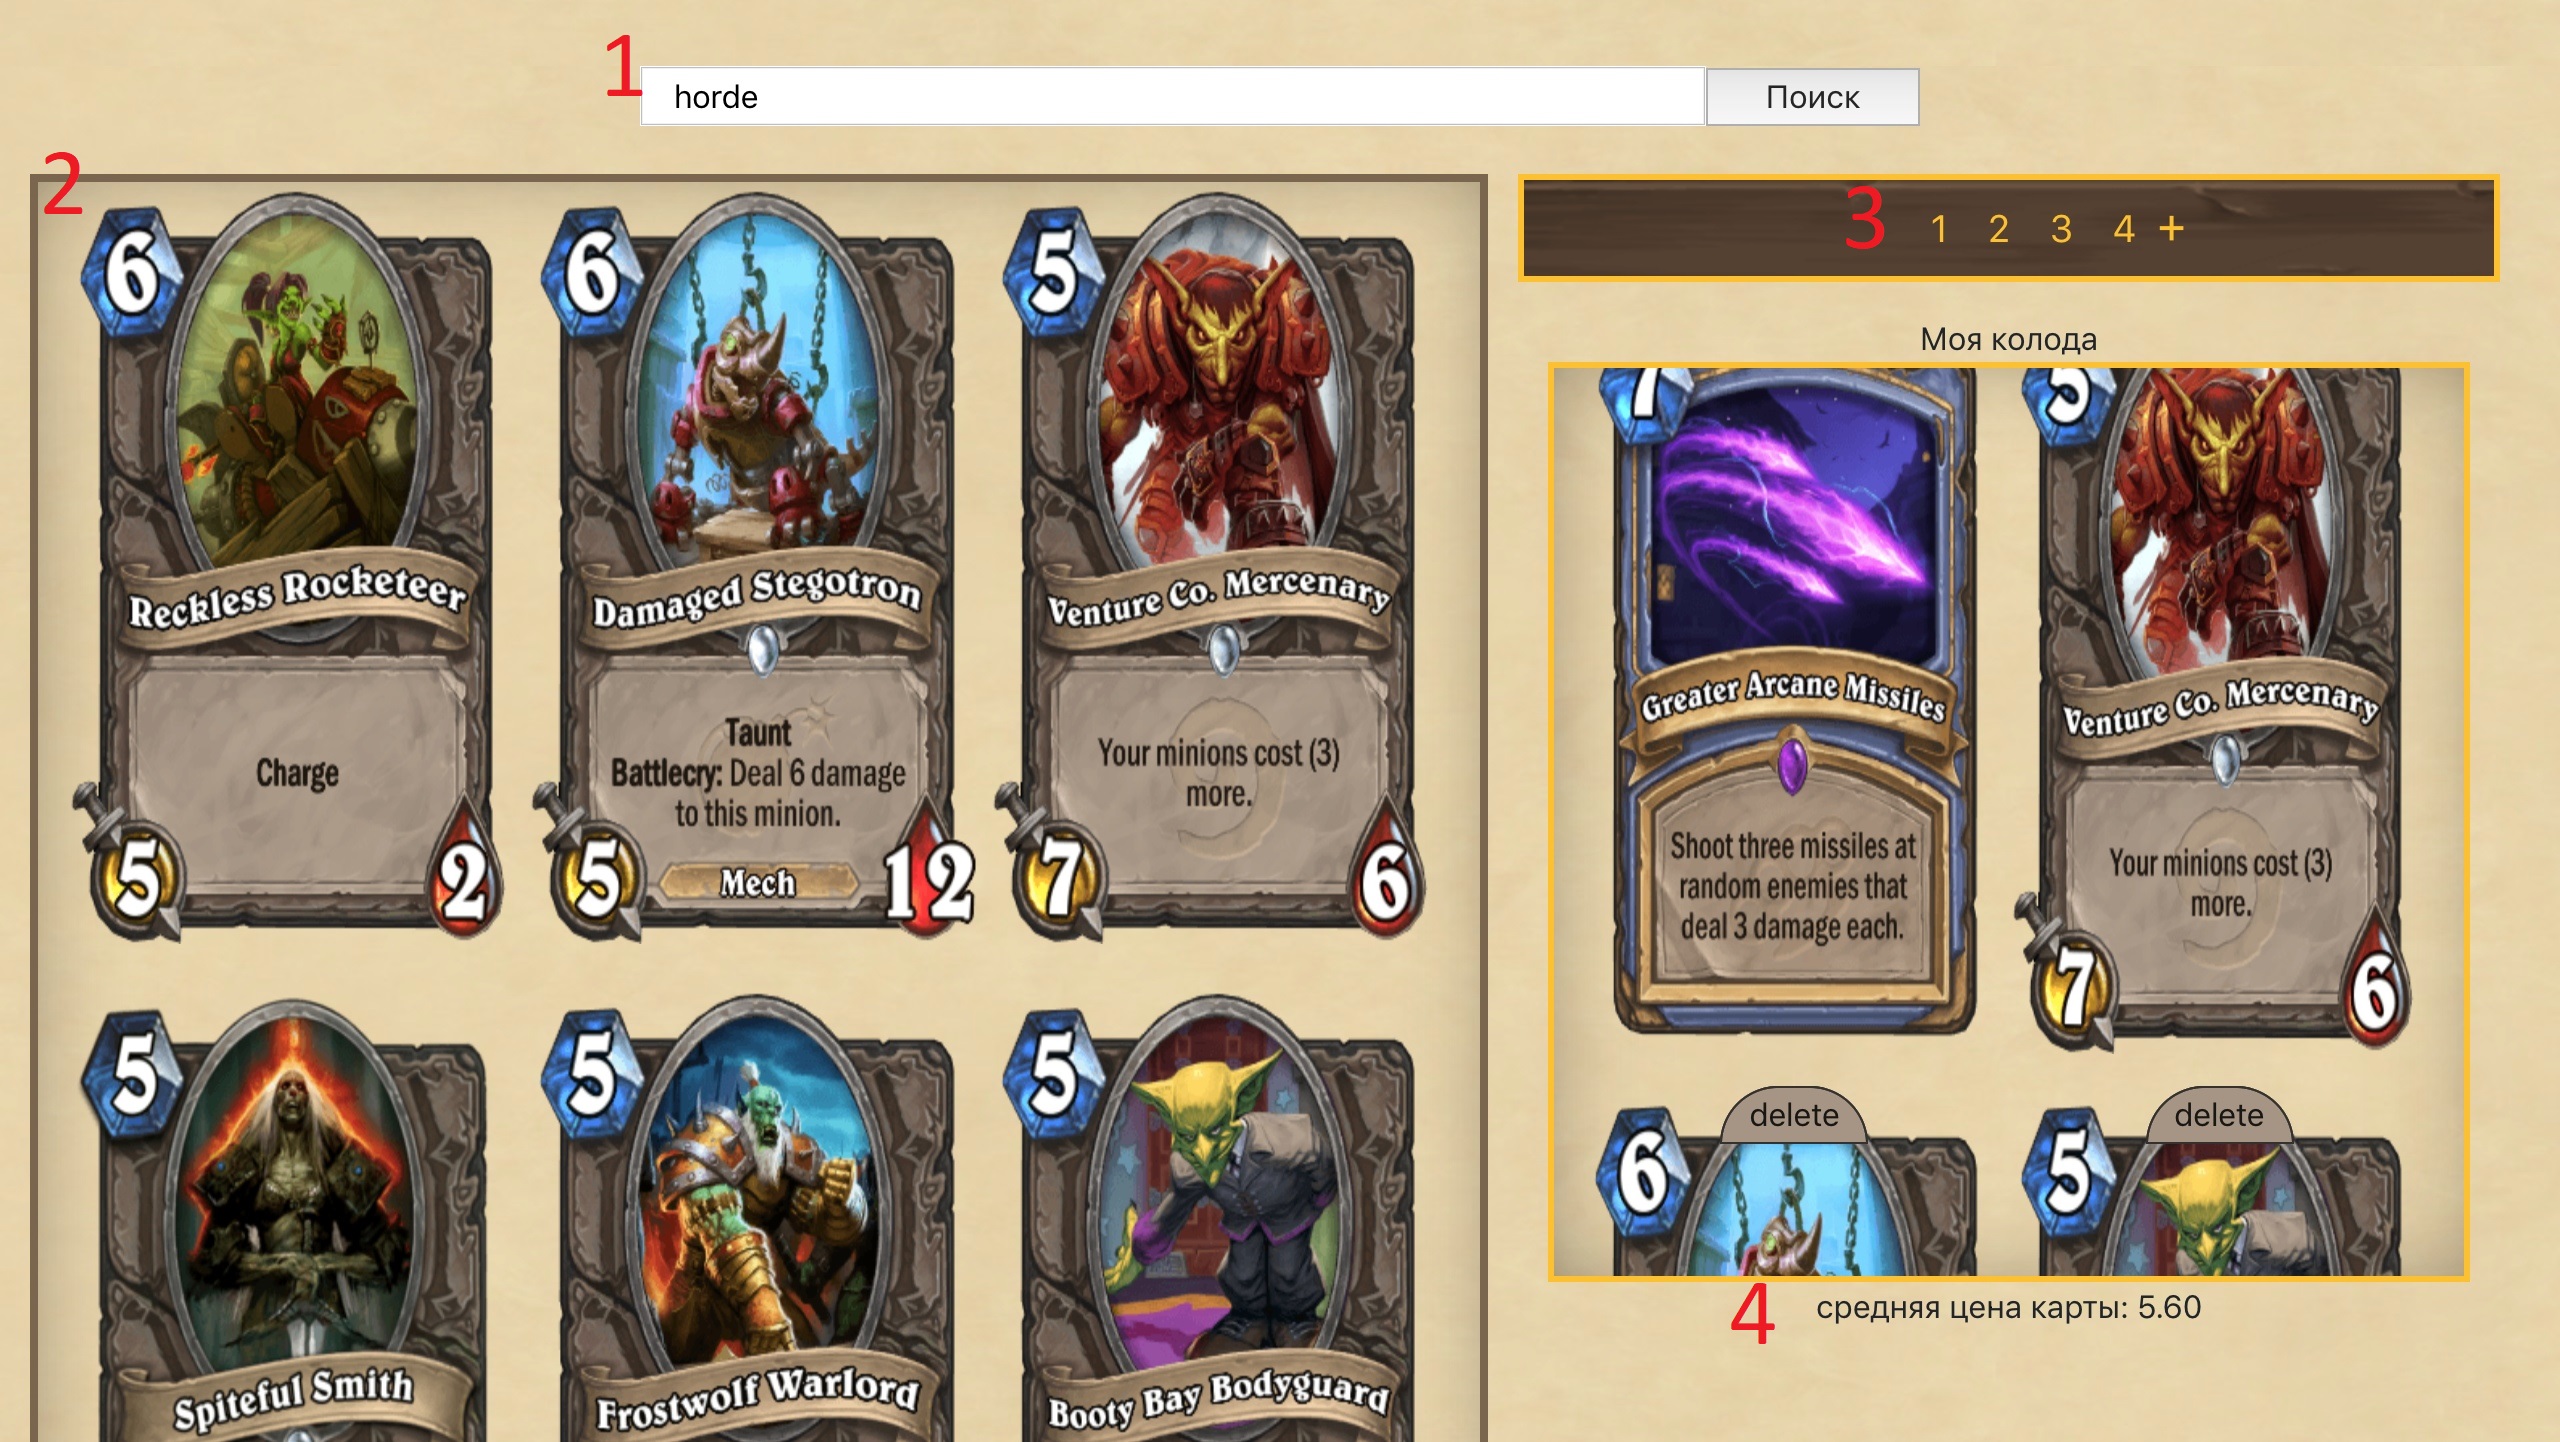 1
horde
Поиск
2
3
1 2 3 4 +
6
Reckless Rocketeer
Charge
5
2
6
Damaged Stegotron
Taunt
Battlecry: Deal 6 damage
to this minion.
5
Mech
12
5
Venture Co. Mercenary
Your minions cost (3)
more.
7
6
5
Spiteful Smith
5
Frostwolf Warlord
5
Booty Bay Bodyguard
Моя колода
7
Greater Arcane Missiles
Shoot three missiles at
random enemies that
deal 3 damage each.
5
Venture Co. Mercenary
Your minions cost (3)
more.
7
6
delete
6
delete
5
4
средняя цена карты: 5.60